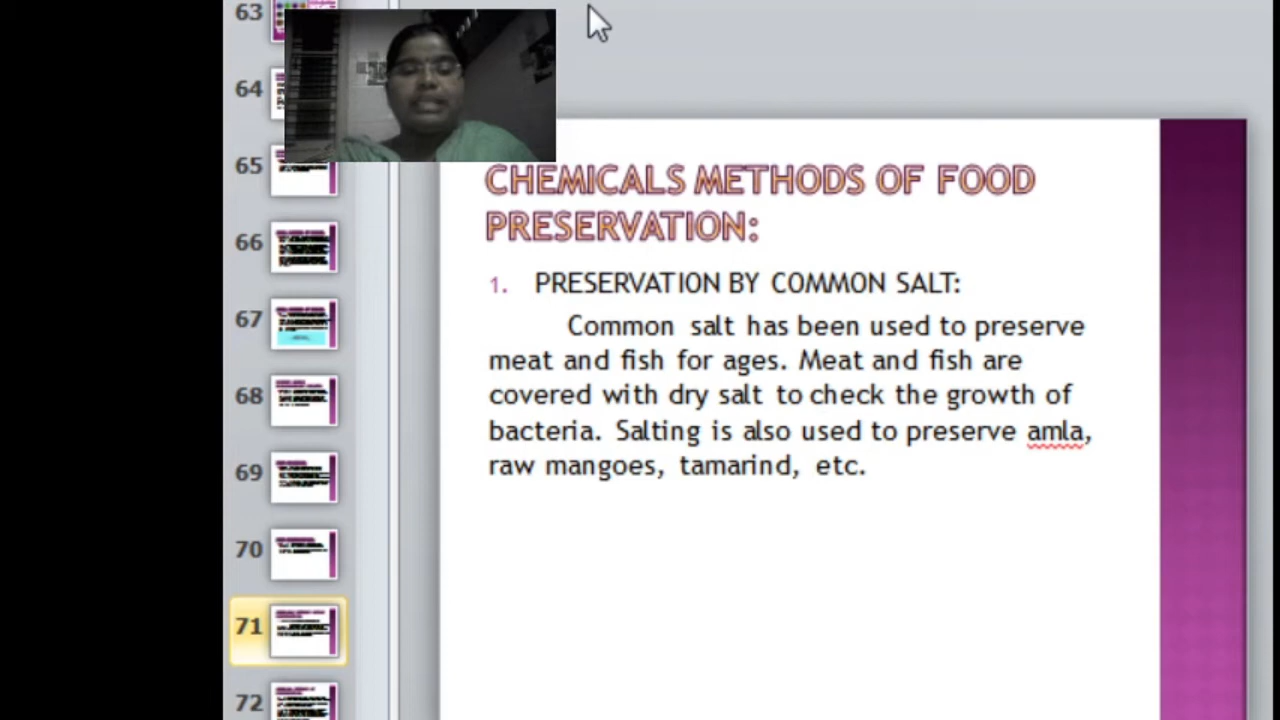 63
64
65
66
67
68
69
70
71
72
CHEMICALS METHODS OF FOOD
PRESERVATION:
1. PRESERVATION BY COMMON SALT:
Common salt has been used to preserve
meat and fish for ages. Meat and fish are
covered with dry salt to check the growth of
bacteria. Salting is also used to preserve amla,
raw mangoes, tamarind, etc.